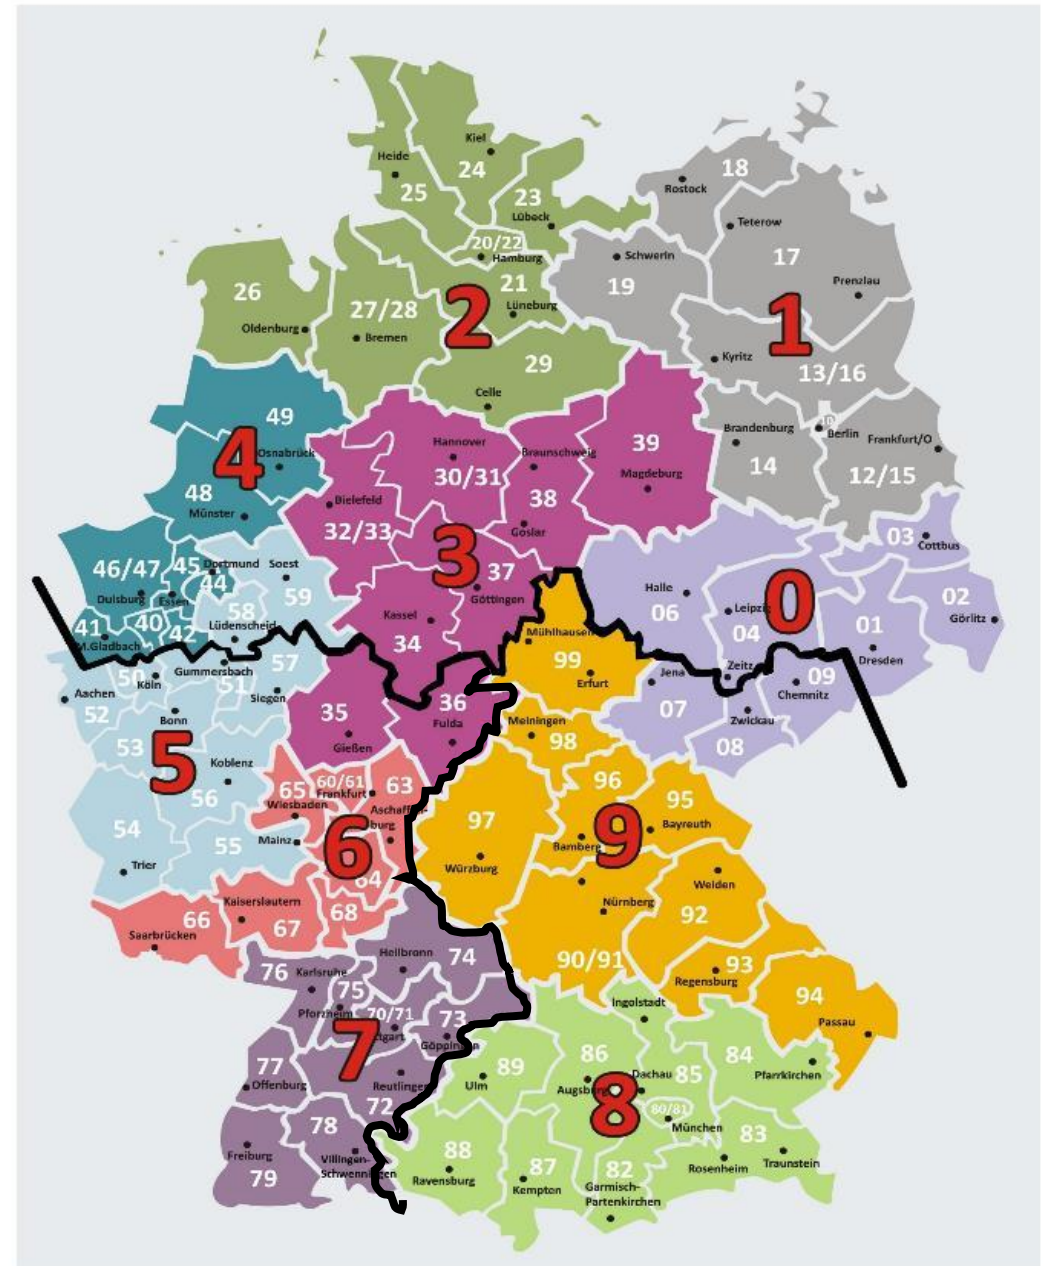 Kiel
24
Heide
25
18
Rostock
23
Lübeck
Teterow
20/22
Hamburg
Schwerin
17
26
21
19
Prenzlau
27/28
2
Lüneburg
1
Oldenburg
Bremen
29
Kyritz
13/16
Celle
49
39
Brandenburg
Berlin
Frankfurt/O
Hannover
4
Osnabrück
Braunschweig
Magdeburg
14
12/15
30/31
48
Bielefeld
38
Münster
32/33
Goslar
03
Cottbus
46/47
45
Dortmund
Soest
3
37
44
Duisburg
Essen
59
Göttingen
Halle
06
Leipzig
0
02
58
Görlitz
41
40
42
Lüdenscheid
Kassel
34
Mühlhausen
04
01
M.Gladbach
Dresden
57
99
Zeitz
50
Köln
Gummersbach
51
Erfurt
Jena
09
Chemnitz
Aachen
Siegen
52
Bonn
35
36
07
Zwickau
53
5
Gießen
Fulda
Meiningen
98
08
Koblenz
56
65
60/61
63
96
Wiesbaden
Frankfurt
95
Aschaffen-
burg
54
55
Mainz
6
97
Bamberg
9
Bayreuth
Trier
64
Würzburg
Weiden
Kaiserslautern
Nürnberg
66
67
68
92
Saarbrücken
Heilbronn
74
90/91
93
76
Karlsruhe
Regensburg
75
94
Pforzheim
70/71
73
Ingolstadt
7
tgart
Göppingen
Passau
77
89
86
84
Offenburg
Reutlingen
Ulm
Augsburg
Dachau
85
Pfarrkirchen
72
8
80/81
78
München
Freiburg
88
83
Villingen-
Schwenningen
79
Ravensburg
87
82
Rosenheim
Traunstein
Kempten
Garmisch-
Partenkirchen